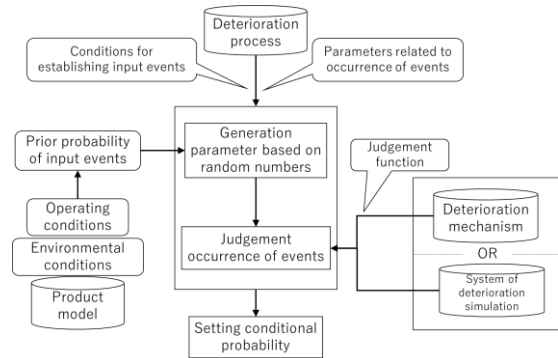 Deterioration
process
Conditions for
establishing input events
Parameters related to
occurrence of events
Generation
parameter based on
random numbers
Prior probability
of input events
Judgement
function
Operating
conditions
Environmental
conditions
Product
model
Judgement
occurrence of events
Deterioration
mechanism
OR
System of
deterioration
simulation
Setting conditional
probability